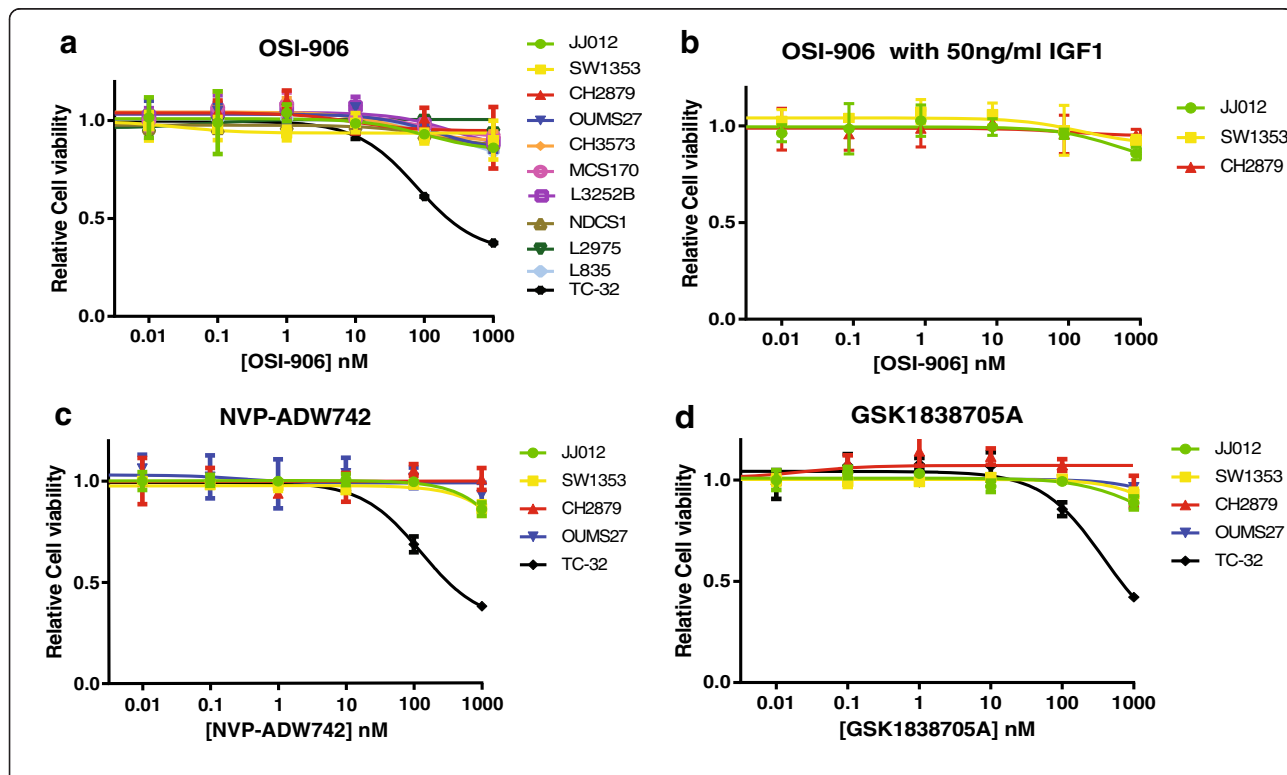 a
OSI-906
Relative Cell viability
1.0
0.5
0.0
0.01 0.1 1 10 100 1000
[OSI-906] nM
JJ012
SW1353
CH2879
OUMS27
CH3573
MCS170
L3252B
NDCS1
L2975
L835
TC-32
b
OSI-906 with 50ng/ml IGF1
Relative Cell viability
1.0
0.5
0.0
0.01 0.1 1 10 100 1000
[OSI-906] nM
JJ012
SW1353
CH2879
c
NVP-ADW742
Relative Cell viability
1.0
0.5
0.0
0.01 0.1 1 10 100 1000
[NVP-ADW742] nM
JJ012
SW1353
CH2879
OUMS27
TC-32
d
GSK1838705A
Relative Cell viability
1.0
0.5
0.0
0.01 0.1 1 10 100 1000
[GSK1838705A] nM
JJ012
SW1353
CH2879
OUMS27
TC-32